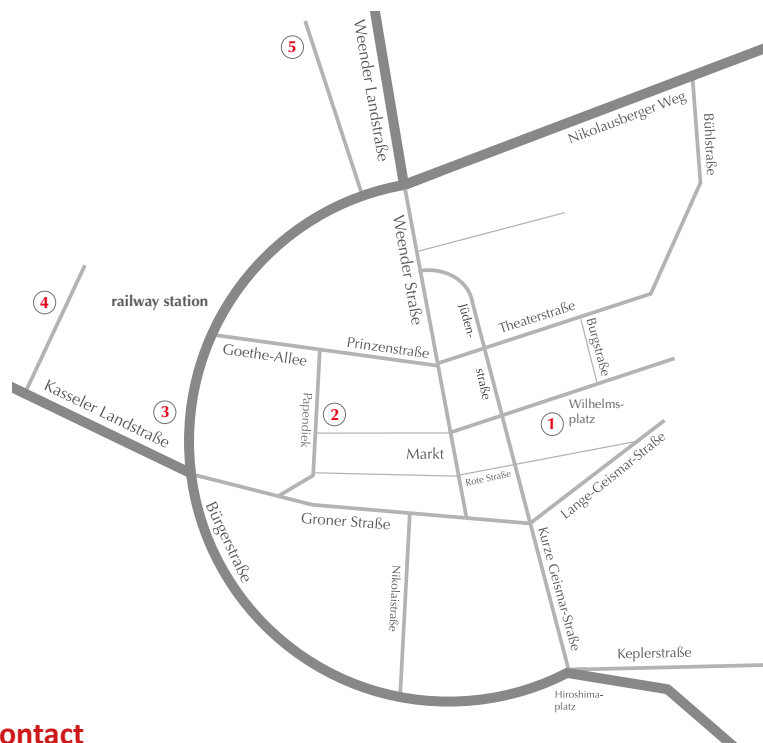 5
Weender Landstraße
Nikolausberger Weg
Bühlstraße
Weender Straße
4
railway station
Jüden-
straße
Theaterstraße
Burgstraße
Prinzenstraße
Goethe-Allee
Kasseler Landstraße
3
Papendiek
2
Wilhelms-
platz
1
Markt
Rote Straße
Lange-Geismar-Straße
Groner Straße
Bürgerstraße
Nikolaistraße
Kurze Geismar-Straße
Keplerstraße
Hiroshima-
platz
ontact